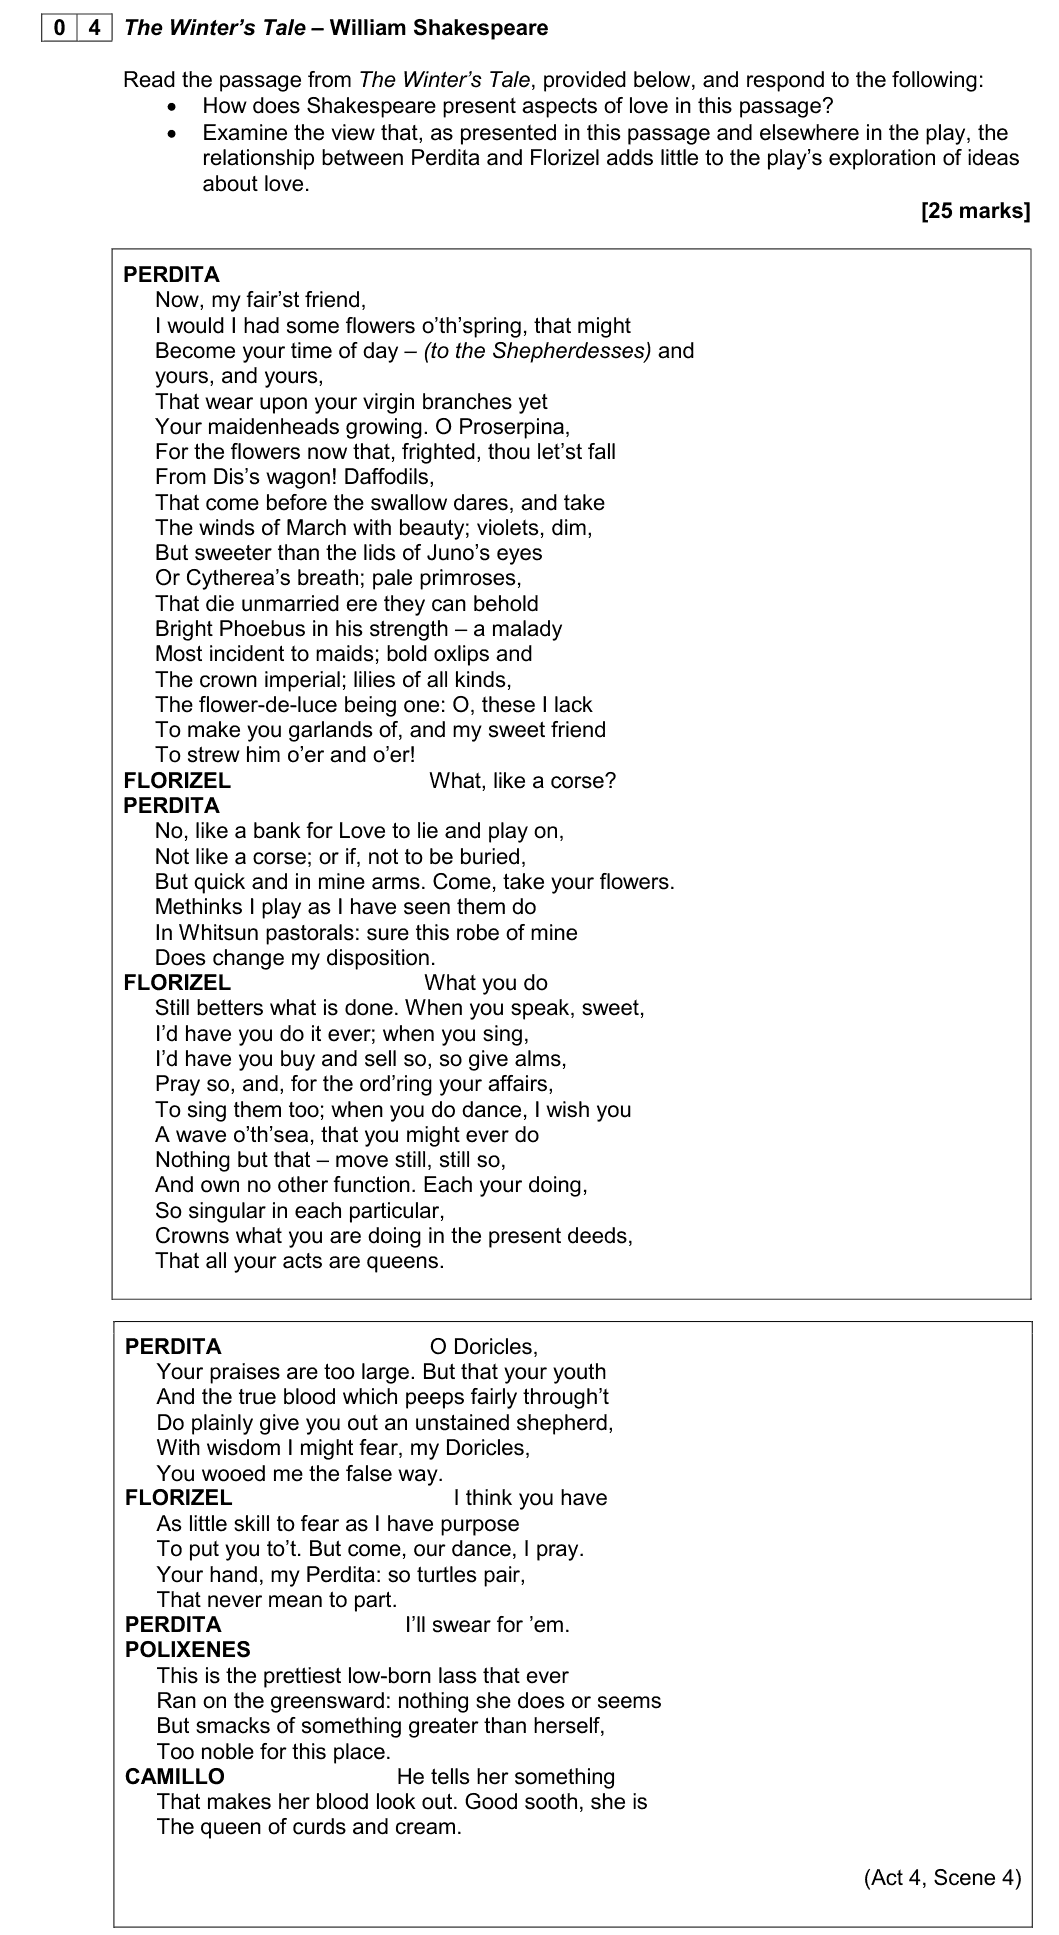 0 4 The Winter's Tale – William Shakespeare
Read the passage from The Winter's Tale, provided below, and respond to the following:
• How does Shakespeare present aspects of love in this passage?
• Examine the view that, as presented in this passage and elsewhere in the play, the
relationship between Perdita and Florizel adds little to the play's exploration of ideas
about love.
[25 marks]
PERDITA
Now, my fair'st friend,
I would I had some flowers o'th'spring, that might
Become your time of day – (to the Shepherdesses) and
yours, and yours,
That wear upon your virgin branches yet
Your maidenheads growing. O Proserpina,
For the flowers now that, frighted, thou let'st fall
From Dis's wagon! Daffodils,
That come before the swallow dares, and take
The winds of March with beauty; violets, dim,
But sweeter than the lids of Juno's eyes
Or Cytherea's breath; pale primroses,
That die unmarried ere they can behold
Bright Phoebus in his strength – a malady
Most incident to maids; bold oxlips and
The crown imperial; lilies of all kinds,
The flower-de-luce being one: O, these I lack
To make you garlands of, and my sweet friend
To strew him o'er and o'er!
FLORIZEL What, like a corse?
PERDITA
No, like a bank for Love to lie and play on,
Not like a corse; or if, not to be buried,
But quick and in mine arms. Come, take your flowers.
Methinks I play as I have seen them do
In Whitsun pastorals: sure this robe of mine
Does change my disposition.
FLORIZEL What you do
Still betters what is done. When you speak, sweet,
I'd have you do it ever; when you sing,
I'd have you buy and sell so, so give alms,
Pray so, and, for the ord'ring your affairs,
To sing them too; when you do dance, I wish you
A wave o'th'sea, that you might ever do
Nothing but that – move still, still so,
And own no other function. Each your doing,
So singular in each particular,
Crowns what you are doing in the present deeds,
That all your acts are queens.
PERDITA O Doricles,
Your praises are too large. But that your youth
And the true blood which peeps fairly through't
Do plainly give you out an unstained shepherd,
With wisdom I might fear, my Doricles,
You wooed me the false way.
FLORIZEL I think you have
As little skill to fear as I have purpose
To put you to't. But come, our dance, I pray.
Your hand, my Perdita: so turtles pair,
That never mean to part.
PERDITA I'll swear for 'em.
POLIXENES
This is the prettiest low-born lass that ever
Ran on the greensward: nothing she does or seems
But smacks of something greater than herself,
Too noble for this place.
CAMILLO He tells her something
That makes her blood look out. Good sooth, she is
The queen of curds and cream.
(Act 4, Scene 4)